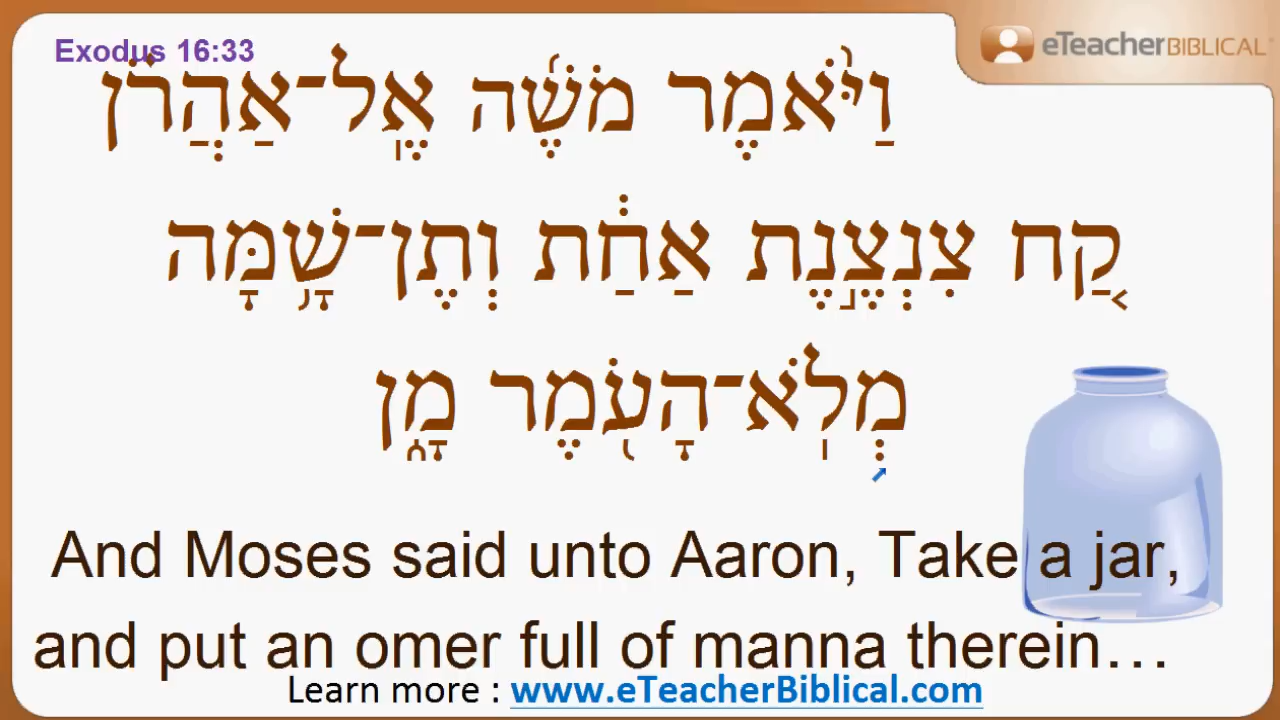 Exodus 16:33
eTeacherBIBLICAL
וַיֹּ֨אמֶר מֹשֶׁ֜ה אֶֽל־אַהֲרֹ֗ן
קַ֚ח צִנְצֶ֣נֶת אַחַ֔ת וְתֶן־שָׁ֥מָּה
מְלֹֽא־הָעֹ֖מֶר מָ֑ן
And Moses said unto Aaron, Take a jar,
and put an omer full of manna therein…
Learn more : www.eTeacherBiblical.com